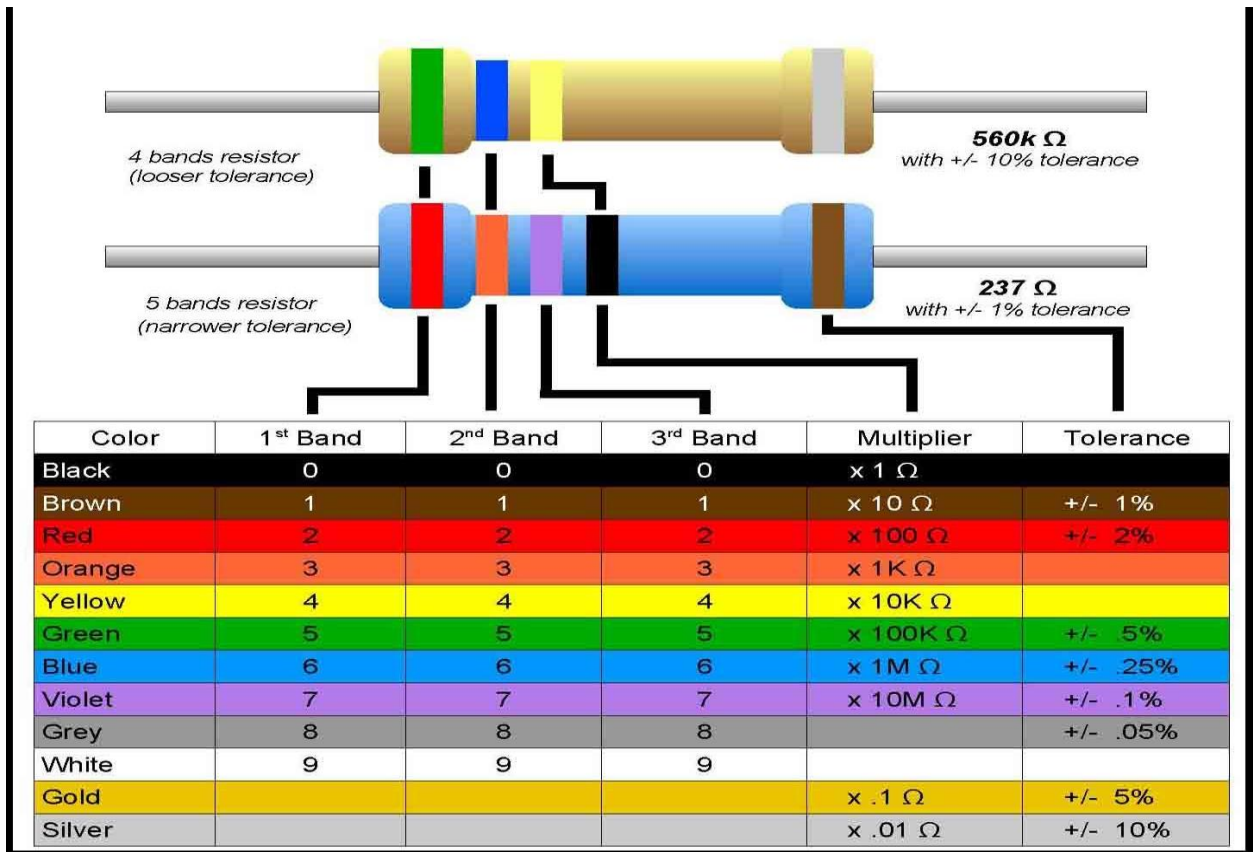 4 bands resistor
(looser tolerance)
560k Ω
with +/- 10% tolerance
5 bands resistor
(narrower tolerance)
237 Ω
with +/- 1% tolerance
Color 1st Band 2nd Band 3rd Band Multiplier Tolerance
Black 0 0 0 x 1 Ω
Brown 1 1 1 x 10 Ω +/- 1%
Red 2 2 2 x 100 Ω +/- 2%
Orange 3 3 3 x 1K Ω
Yellow 4 4 4 x 10K Ω
Green 5 5 5 x 100K Ω +/- .5%
Blue 6 6 6 x 1M Ω +/- .25%
Violet 7 7 7 x 10M Ω +/- .1%
Grey 8 8 8 +/- .05%
White 9 9 9
Gold x .1 Ω +/- 5%
Silver x .01 Ω +/- 10%